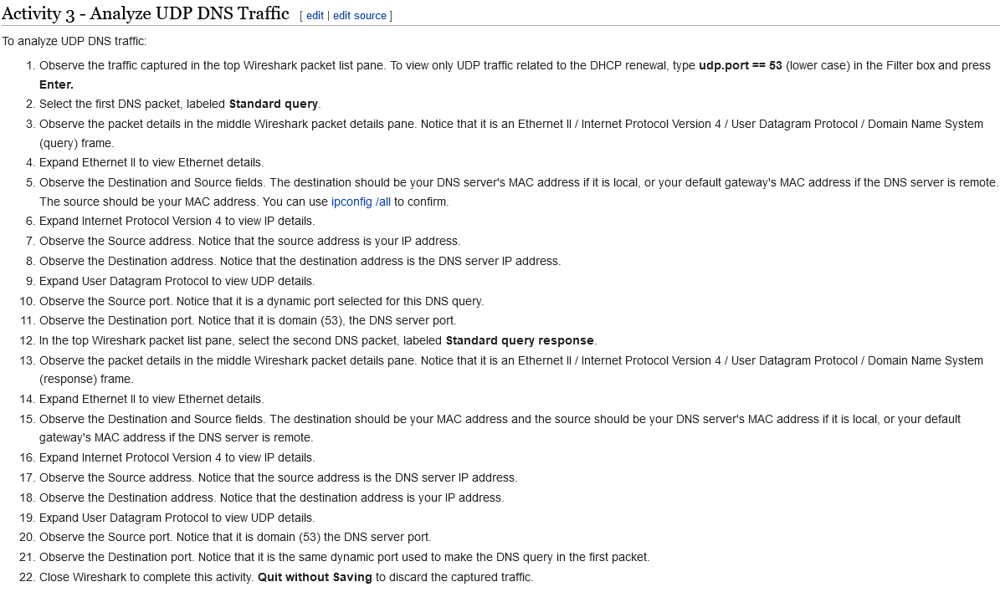 Activity 3 - Analyze UDP DNS Traffic [ edit | edit source ]
To analyze UDP DNS traffic:
1. Observe the traffic captured in the top Wireshark packet list pane. To view only UDP traffic related to the DHCP renewal, type udp.port == 53 (lower case) in the Filter box and press
Enter.
2. Select the first DNS packet, labeled Standard query.
3. Observe the packet details in the middle Wireshark packet details pane. Notice that it is an Ethernet II / Internet Protocol Version 4 / User Datagram Protocol / Domain Name System
(query) frame.
4. Expand Ethernet II to view Ethernet details.
5. Observe the Destination and Source fields. The destination should be your DNS server's MAC address if it is local, or your default gateway's MAC address if the DNS server is remote.
The source should be your MAC address. You can use ipconfig /all to confirm.
6. Expand Internet Protocol Version 4 to view IP details.
7. Observe the Source address. Notice that the source address is your IP address.
8. Observe the Destination address. Notice that the destination address is the DNS server IP address.
9. Expand User Datagram Protocol to view UDP details.
10. Observe the Source port. Notice that it is a dynamic port selected for this DNS query.
11. Observe the Destination port. Notice that it is domain (53), the DNS server port.
12. In the top Wireshark packet list pane, select the second DNS packet, labeled Standard query response.
13. Observe the packet details in the middle Wireshark packet details pane. Notice that it is an Ethernet II / Internet Protocol Version 4 / User Datagram Protocol / Domain Name System
(response) frame.
14. Expand Ethernet II to view Ethernet details.
15. Observe the Destination and Source fields. The destination should be your MAC address and the source should be your DNS server's MAC address if it is local, or your default
gateway's MAC address if the DNS server is remote.
16. Expand Internet Protocol Version 4 to view IP details.
17. Observe the Source address. Notice that the source address is the DNS server IP address.
18. Observe the Destination address. Notice that the destination address is your IP address.
19. Expand User Datagram Protocol to view UDP details.
20. Observe the Source port. Notice that it is domain (53) the DNS server port.
21. Observe the Destination port. Notice that it is the same dynamic port used to make the DNS query in the first packet.
22. Close Wireshark to complete this activity. Quit without Saving to discard the captured traffic.